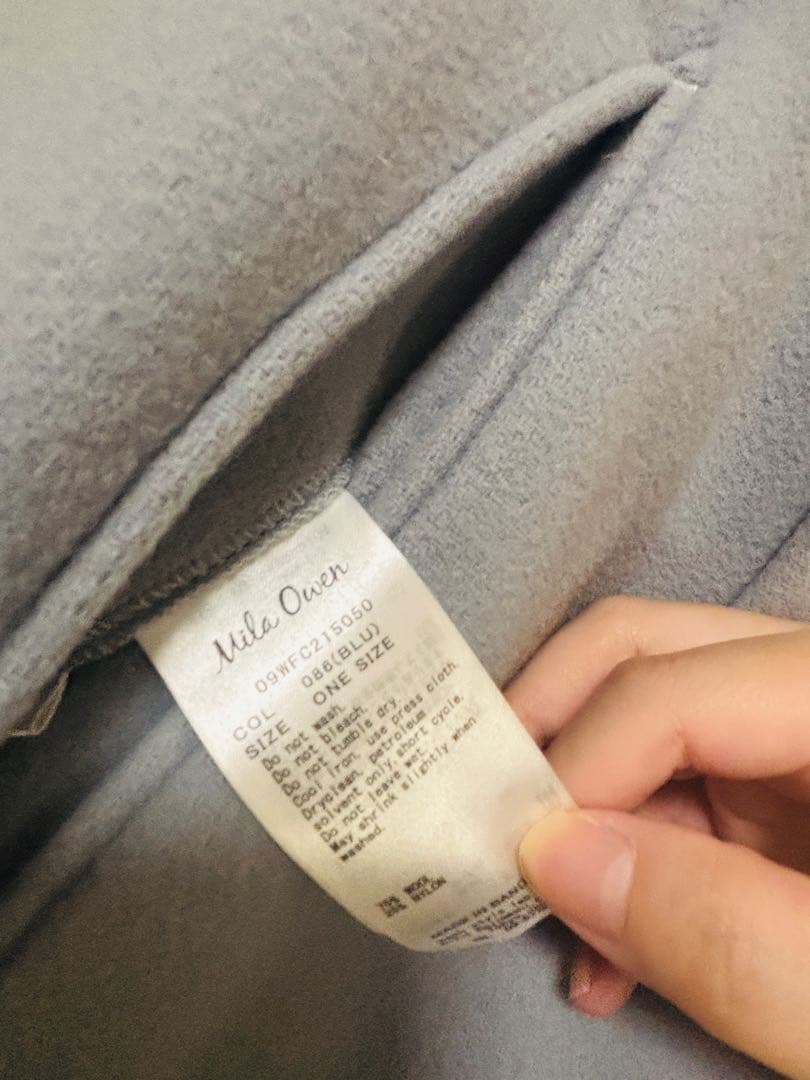 Mila Owen
09WFC215050
COL 086(BLU)
SIZE ONE SIZE
Do not wash.
Do not bleach.
Do not tumble dry.
Cool iron, use press cloth.
Dryclean, petroleum
solvent only, short cycle.
Do not leave wet.
May shrink slightly when
washed.
WOOL
NYLON
MADE IN